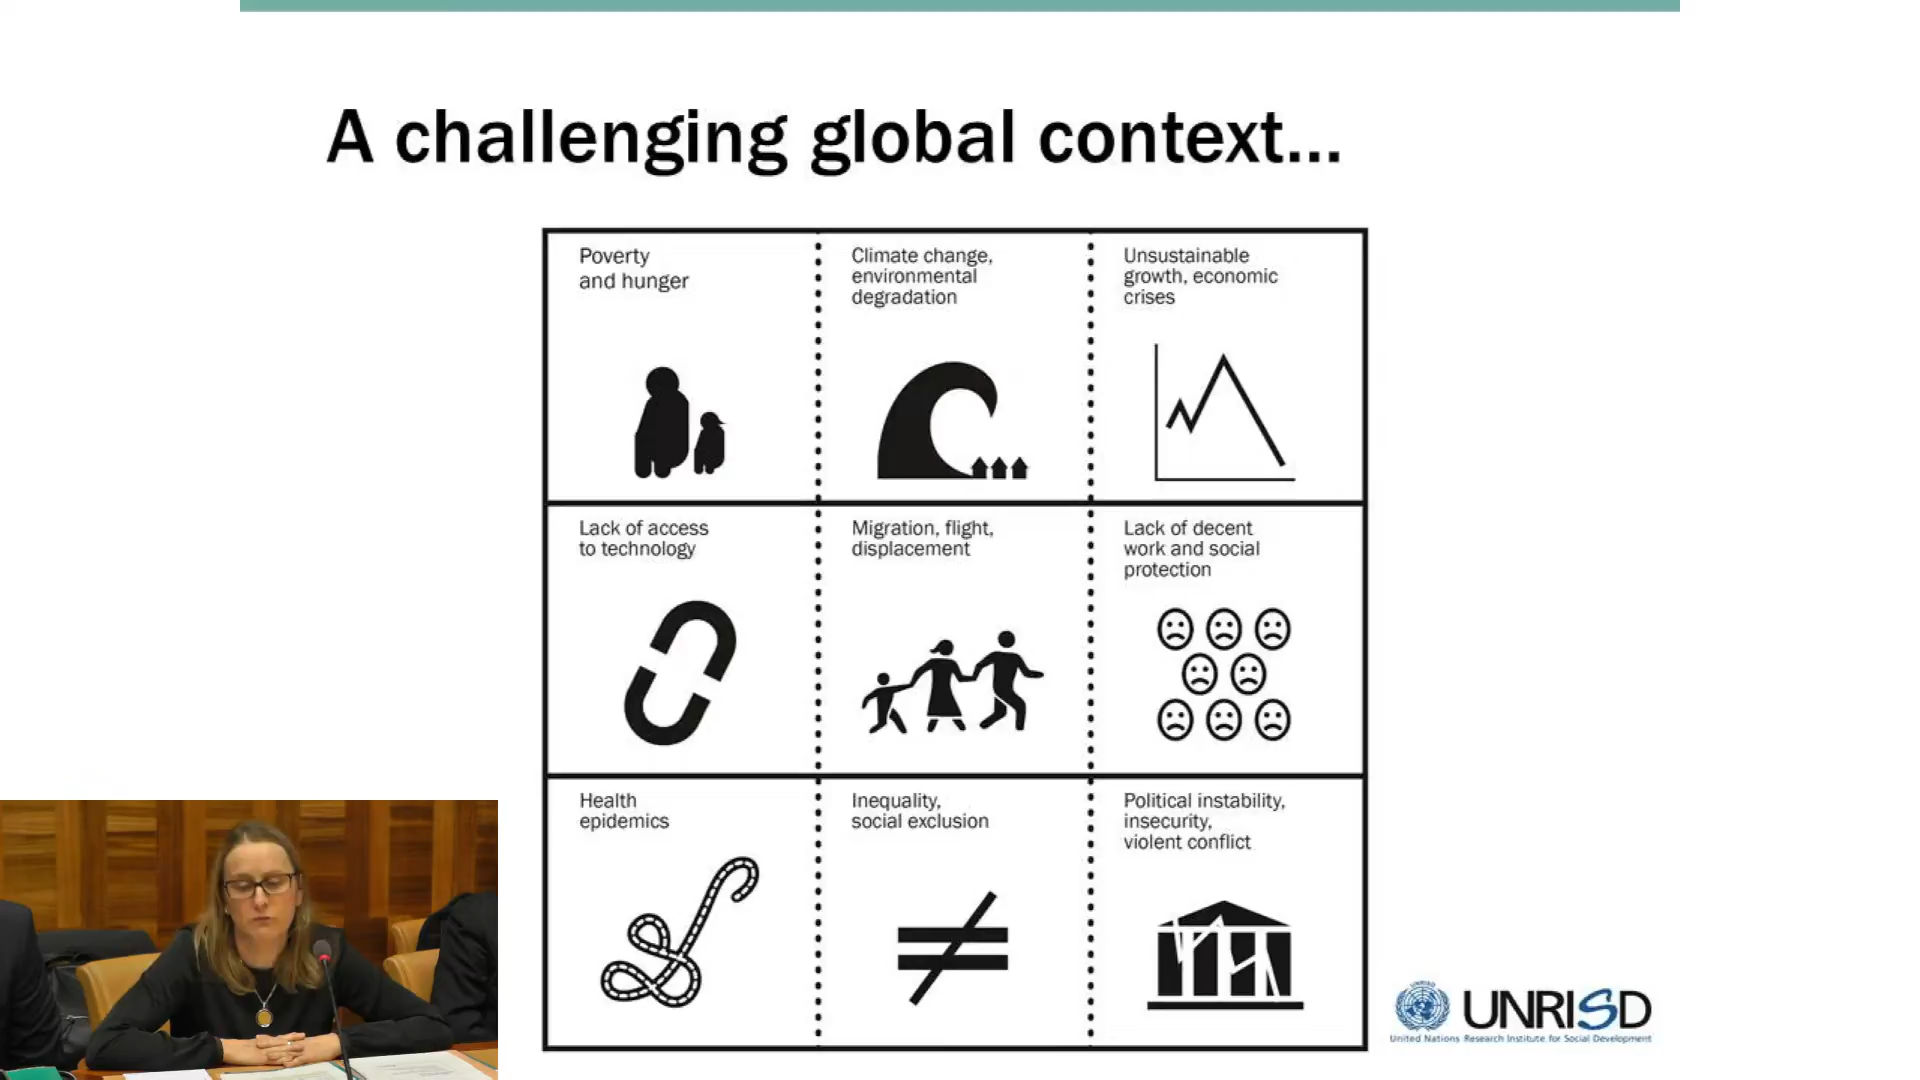 A challenging global context...
Poverty
and hunger
Climate change,
environmental
degradation
Unsustainable
growth, economic
crises
Lack of access
to technology
Migration, flight,
displacement
Lack of decent
work and social
protection
Health
epidemics
Inequality,
social exclusion
Political instability,
insecurity,
violent conflict
UNRISD
United Nations Research Institute for Social Development